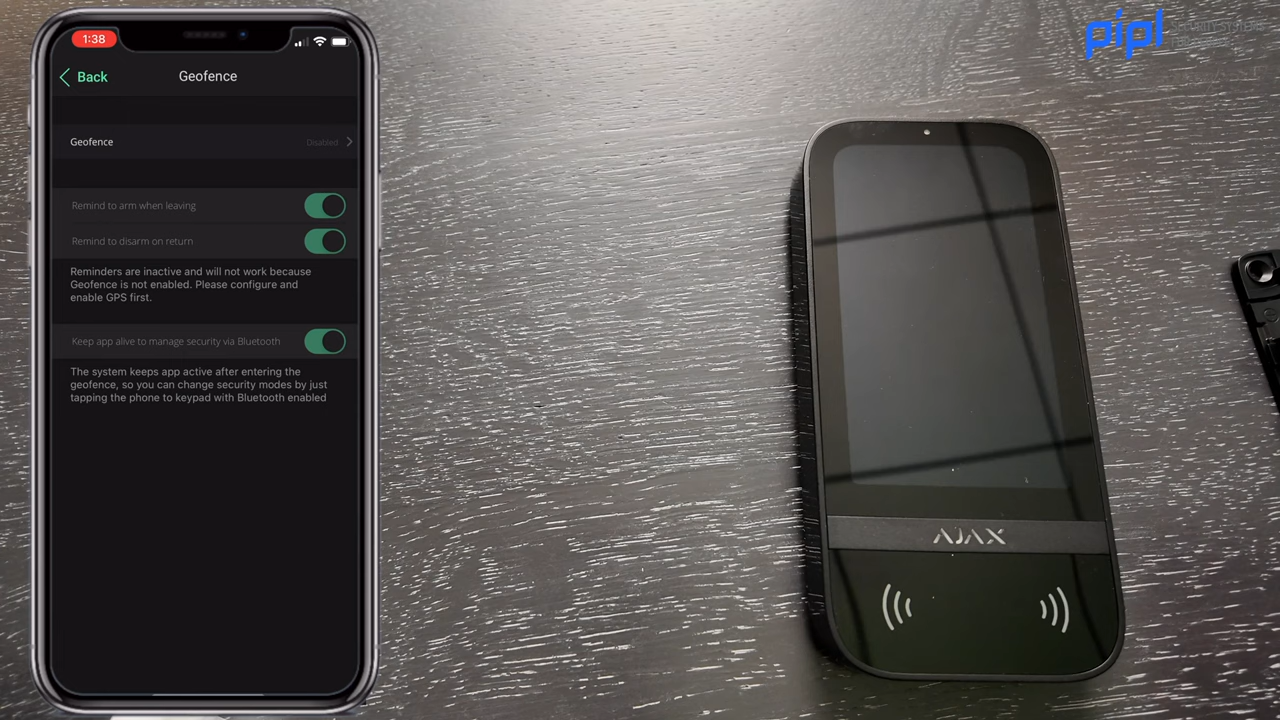 1:38
Back
Geofence
Geofence
Disabled
Remind to arm when leaving
Remind to disarm on return
Reminders are inactive and will not work because
Geofence is not enabled. Please configure and
enable GPS first.
Keep app alive to manage security via Bluetooth
The system keeps app active after entering the
geofence, so you can change security modes by just
tapping the phone to keypad with Bluetooth enabled
pipl
AJAX